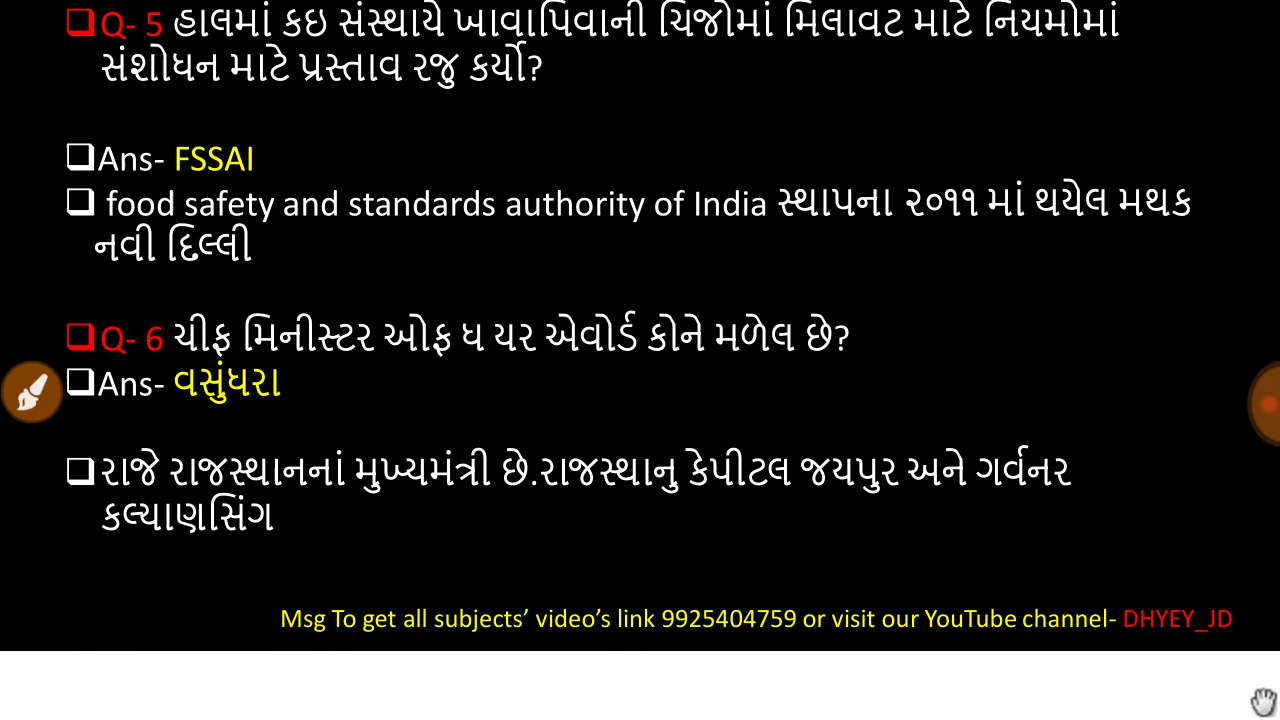 Q- 5 હાલમાં કઇ સંસ્થાયે ખાવાપિવાની ચિજોમાં મિલાવટ માટે નિયમોમાં
સંશોધન માટે પ્રસ્તાવ રજુ કર્યો?
Ans- FSSAI
food safety and standards authority of India સ્થાપના ૨૦૧૧ માં થયેલ મથક
નવી દિલ્લી
Q- 6 ચીફ મિનીસ્ટર ઓફ ધ યર એવોર્ડ કોને મળેલ છે?
Ans- વસુંધરા
રાજે રાજસ્થાનનાં મુખ્યમંત્રી છે.રાજસ્થાનુ કેપીટલ જયપુર અને ગર્વનર
કલ્યાણસિંગ
Msg To get all subjects’ video’s link 9925404759 or visit our YouTube channel- DHYEY_JD